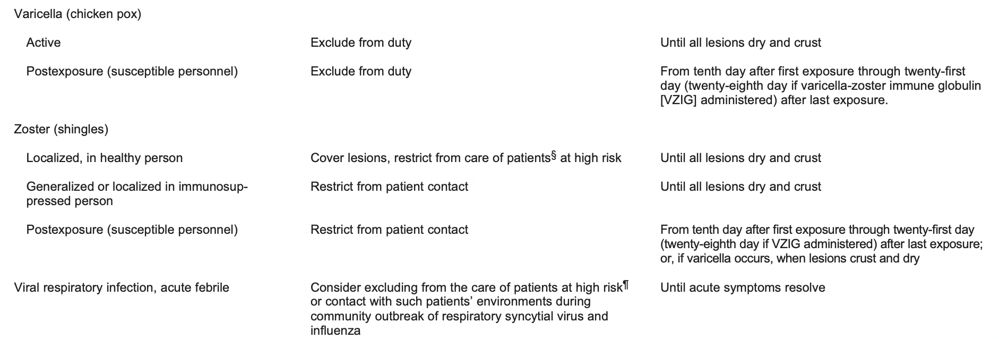 Varicella (chicken pox)
Active
Exclude from duty
Until all lesions dry and crust
Postexposure (susceptible personnel)
Exclude from duty
From tenth day after first exposure through twenty-first
day (twenty-eighth day if varicella-zoster immune globulin
[VZIG] administered) after last exposure.
Zoster (shingles)
Localized, in healthy person
Cover lesions, restrict from care of patients§ at high risk
Until all lesions dry and crust
Generalized or localized in immunosup-
pressed person
Restrict from patient contact
Until all lesions dry and crust
Postexposure (susceptible personnel)
Restrict from patient contact
From tenth day after first exposure through twenty-first day
(twenty-eighth day if VZIG administered) after last exposure;
or, if varicella occurs, when lesions crust and dry
Viral respiratory infection, acute febrile
Consider excluding from the care of patients at high risk¶
or contact with such patients’ environments during
community outbreak of respiratory syncytial virus and
influenza
Until acute symptoms resolve